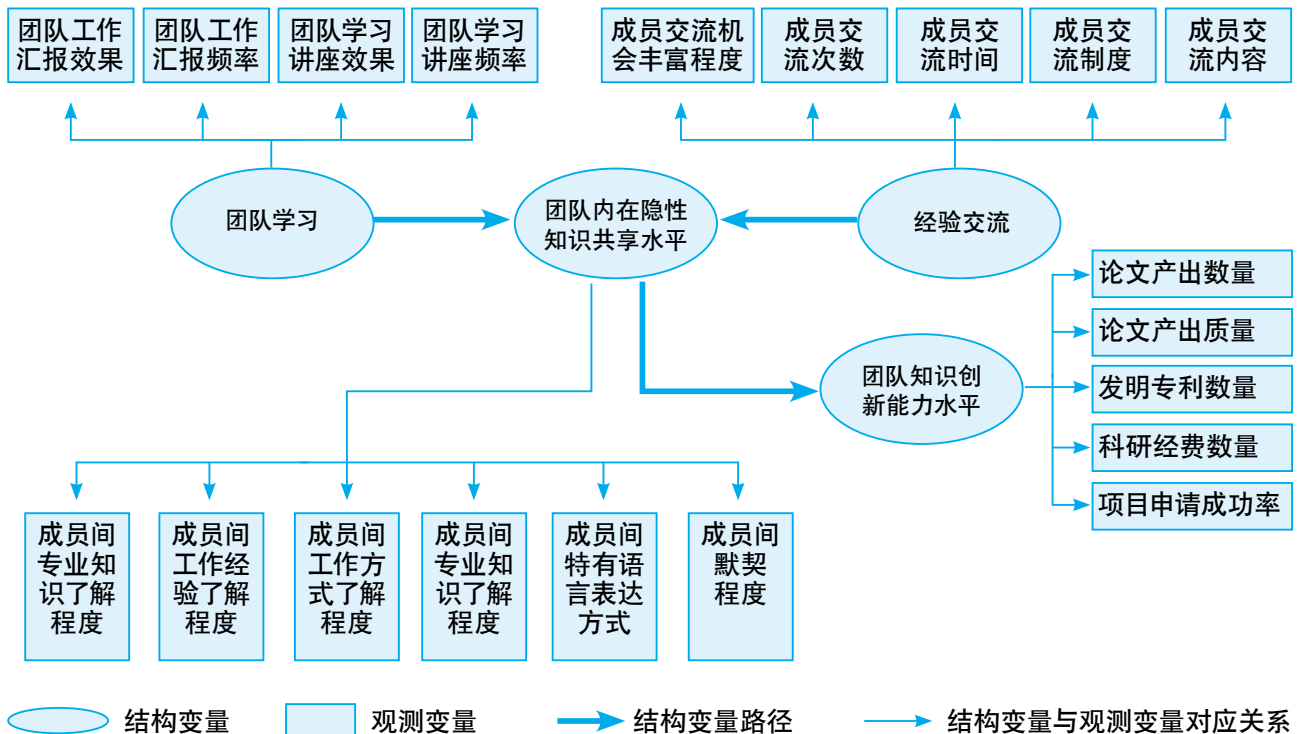 团队工作
汇报效果
团队工作
汇报频率
团队学习
讲座效果
团队学习
讲座频率
成员交流机
会丰富程度
成员交
流次数
成员交
流时间
成员交
流制度
成员交
流内容
团队学习
团队内在隐性
知识共享水平
经验交流
团队知识创
新能力水平
论文产出数量
论文产出质量
发明专利数量
科研经费数量
项目申请成功率
成员间
专业知
识了解
程度
成员间
工作经
验了解
程度
成员间
工作方
式了解
程度
成员间
专业知
识了解
程度
成员间
特有语
言表达
方式
成员间
默契
程度
结构变量
观测变量
结构变量路径
结构变量与观测变量对应关系